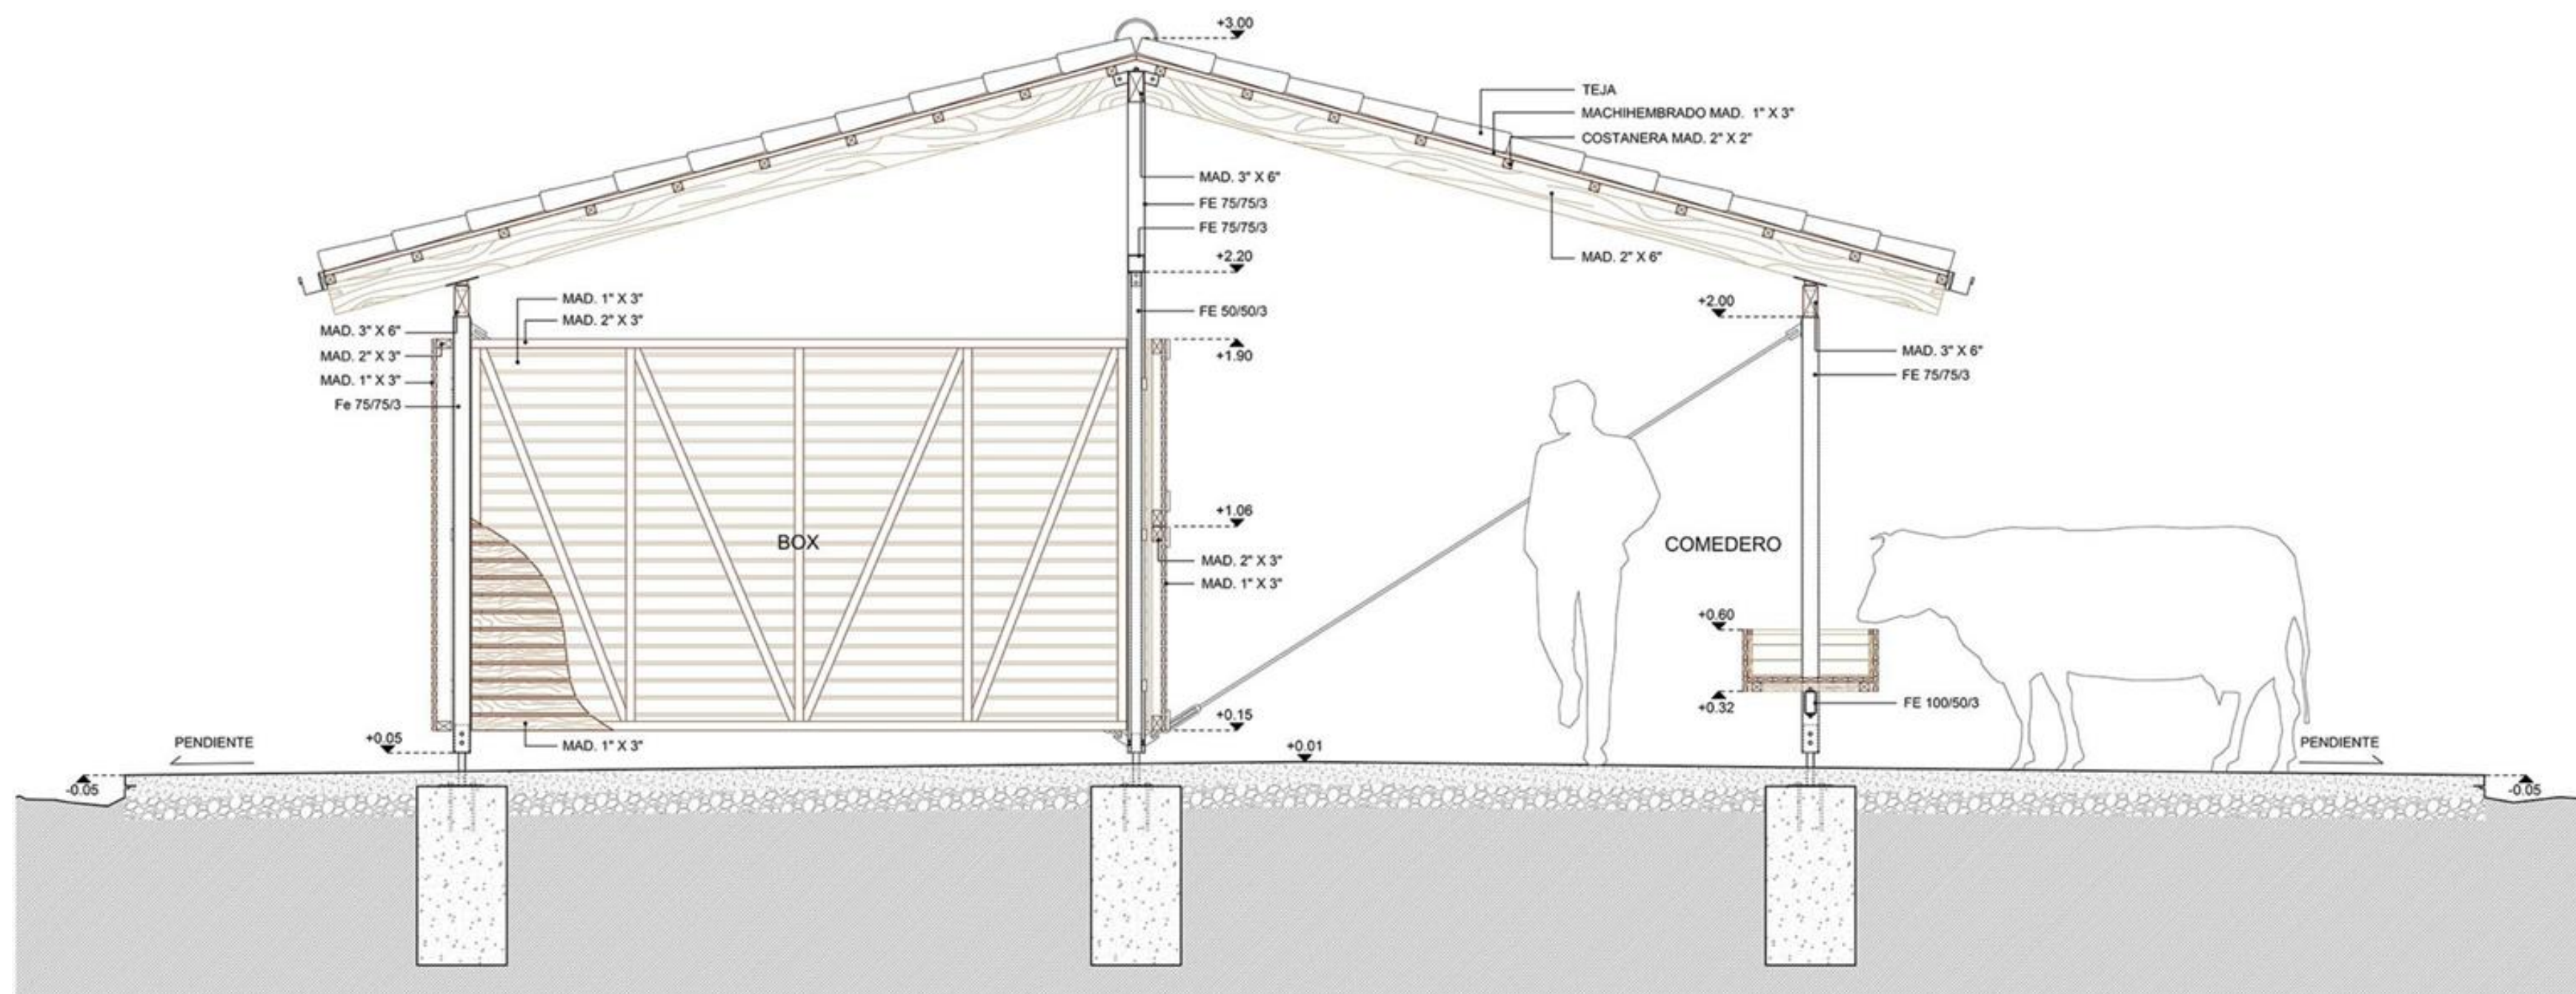 +3.00
TEJA
MACHIHEMBRADO MAD. 1" X 3"
COSTANERA MAD. 2" X 2"
MAD. 3" X 6"
FE 75/75/3
FE 75/75/3
+2.20
MAD. 2" X 6"
MAD. 1" X 3"
MAD. 2" X 3"
FE 50/50/3
+2.00
MAD. 3" X 6"
MAD. 2" X 3"
MAD. 1" X 3"
Fe 75/75/3
+1.90
MAD. 3" X 6"
FE 75/75/3
+1.06
BOX
COMEDERO
MAD. 2" X 3"
MAD. 1" X 3"
+0.60
+0.32
FE 100/50/3
+0.15
PENDIENTE
+0.05
MAD. 1" X 3"
+0.01
PENDIENTE
-0.05
-0.05